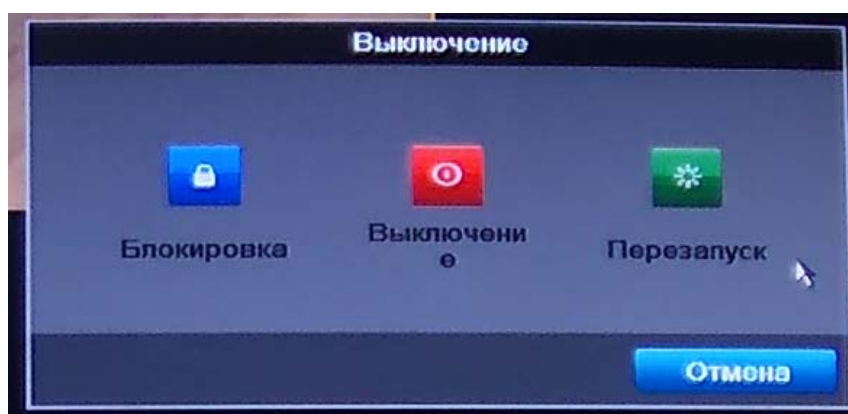 Выключение
Блокировка
Выключени
е
Перезапуск
Отмена